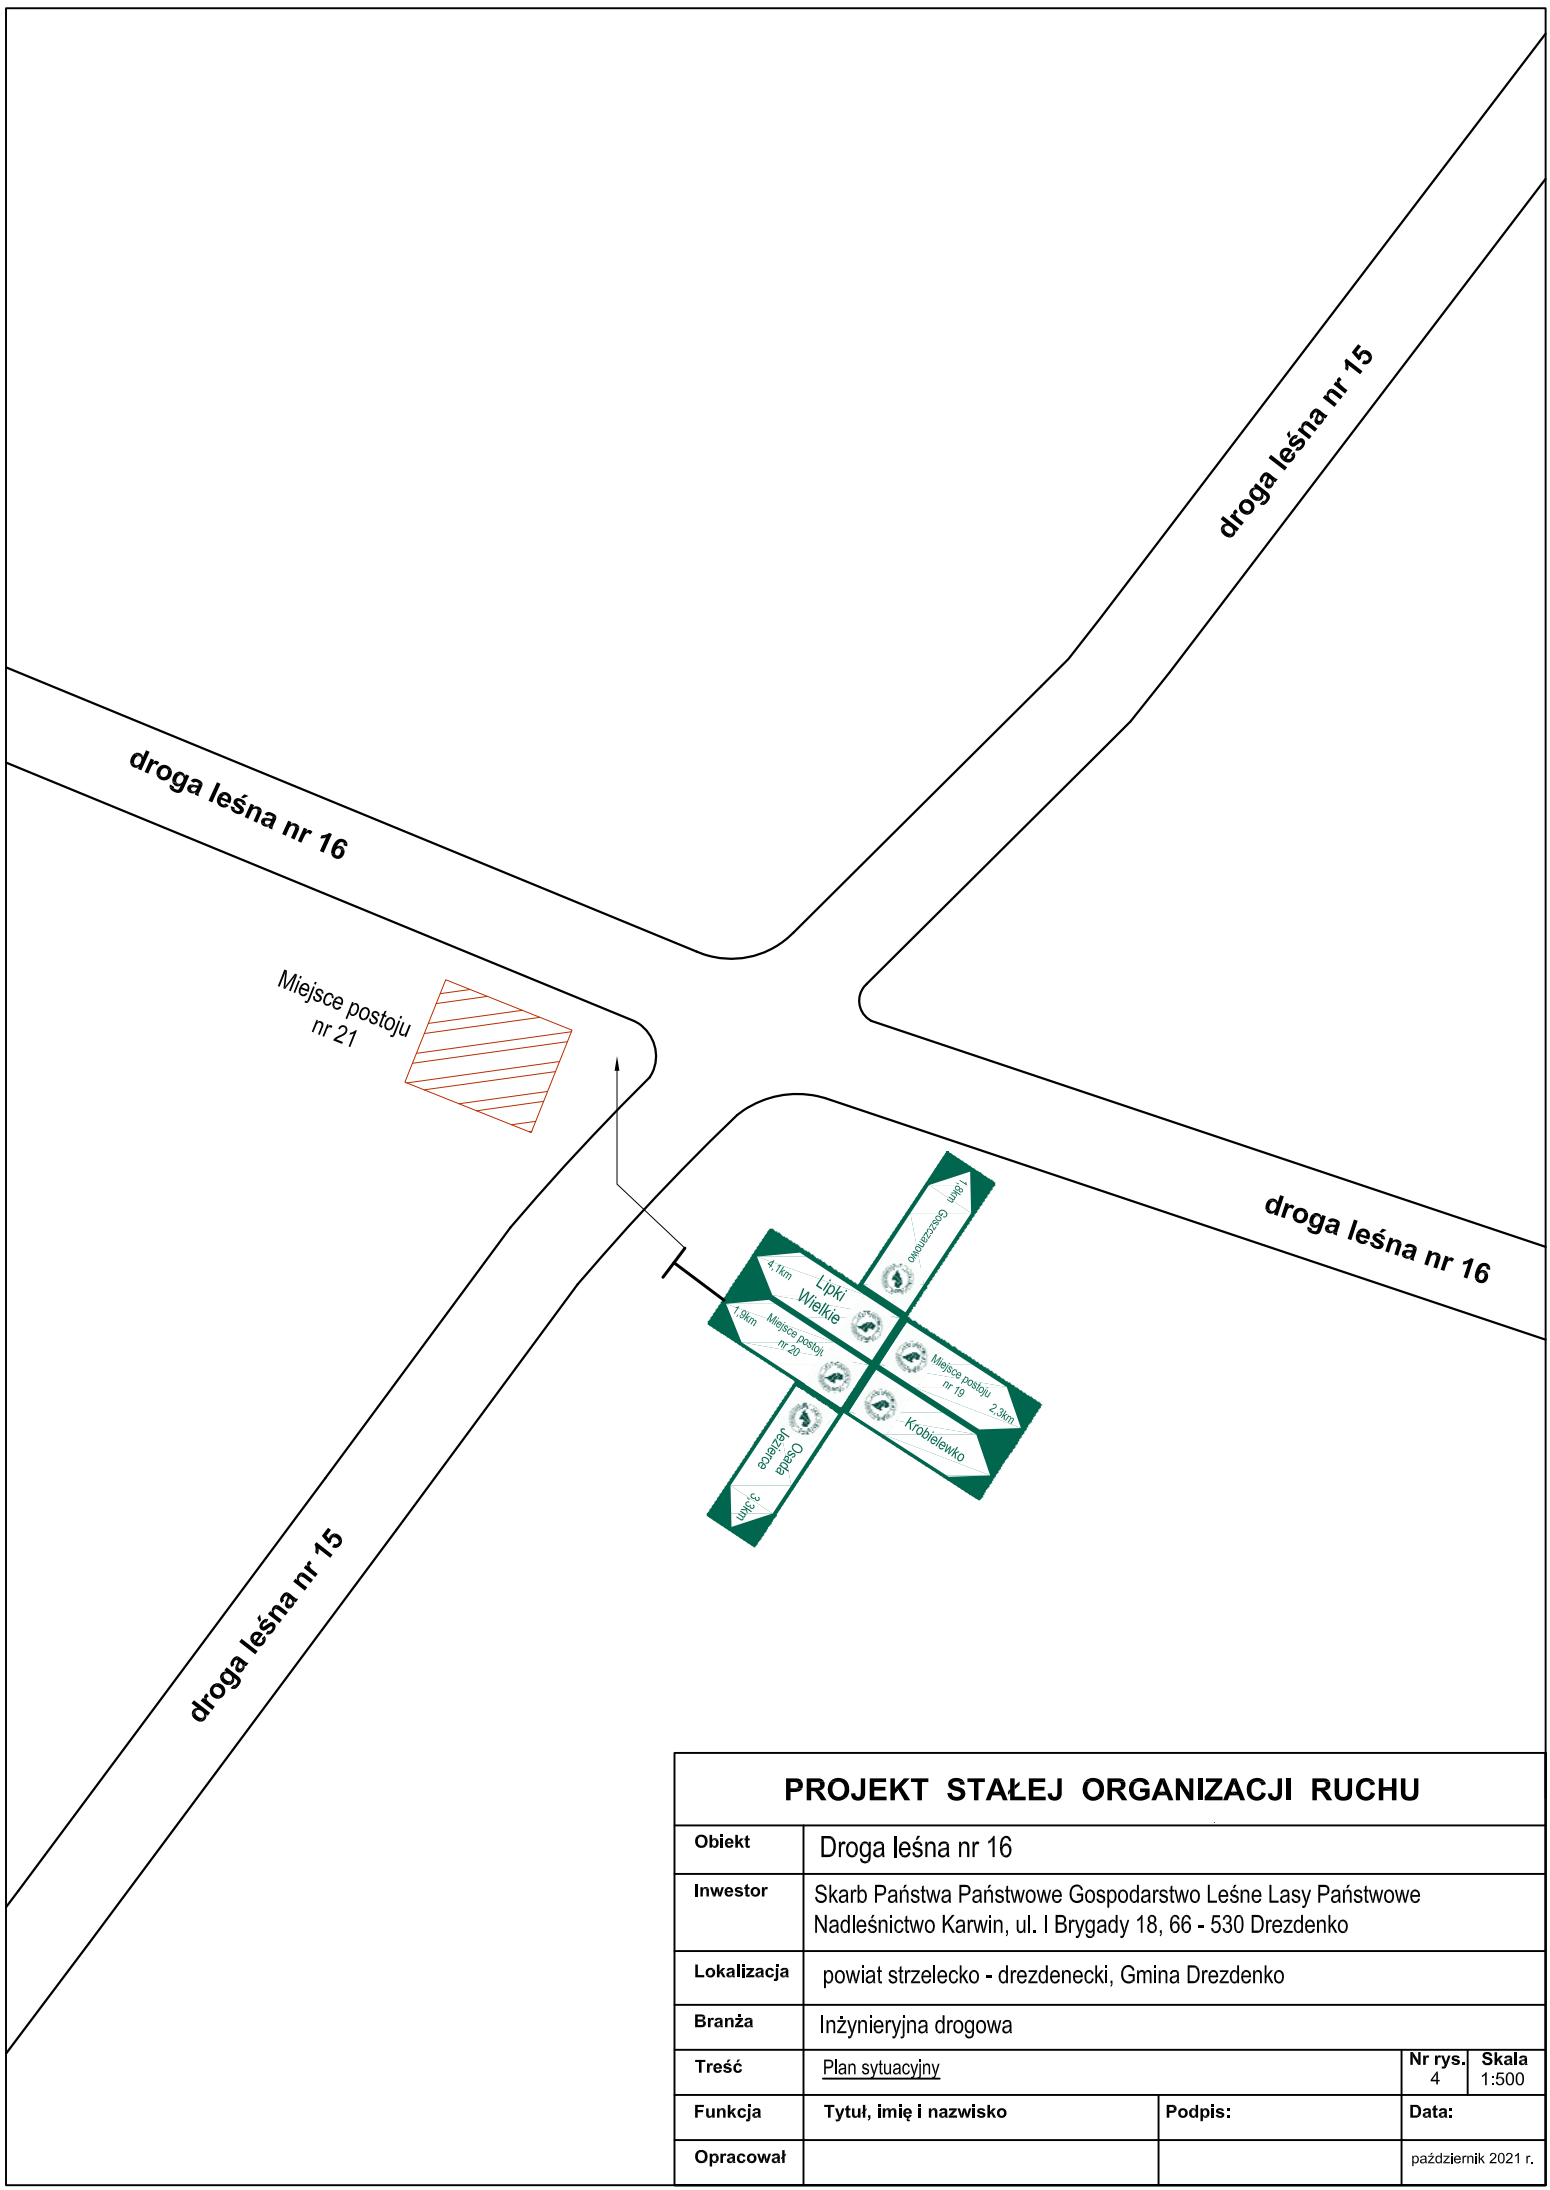 droga leśna nr 15
droga leśna nr 16
Miejsce postoju
nr 21
droga leśna nr 16
1,8km
Goszczanowo
4,1km
Lipki
Wielkie
1,9km
Miejsce postoju
nr 20
Miejsce postoju
nr 19
2,3km
Krobielewko
Osada
Jezierce
3,3km
droga leśna nr 15
PROJEKT STAŁEJ ORGANIZACJI RUCHU
Obiekt Droga leśna nr 16
Inwestor Skarb Państwa Państwowe Gospodarstwo Leśne Lasy Państwowe
Nadleśnictwo Karwin, ul. I Brygady 18, 66 - 530 Drezdenko
Lokalizacja powiat strzelecko - drezdenecki, Gmina Drezdenko
Branża Inżynieryjna drogowa
Treść Plan sytuacyjny Nr rys. Skala
4 1:500
Funkcja Tytuł, imię i nazwisko Podpis: Data:
Opracował październik 2021 r.